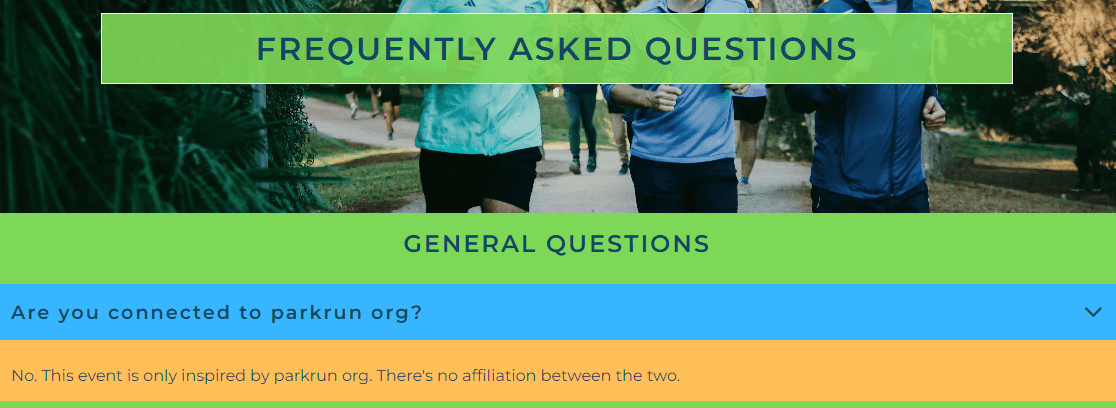 FREQUENTLY ASKED QUESTIONS
GENERAL QUESTIONS
Are you connected to parkrun org?
No. This event is only inspired by parkrun org. There's no affiliation between the two.